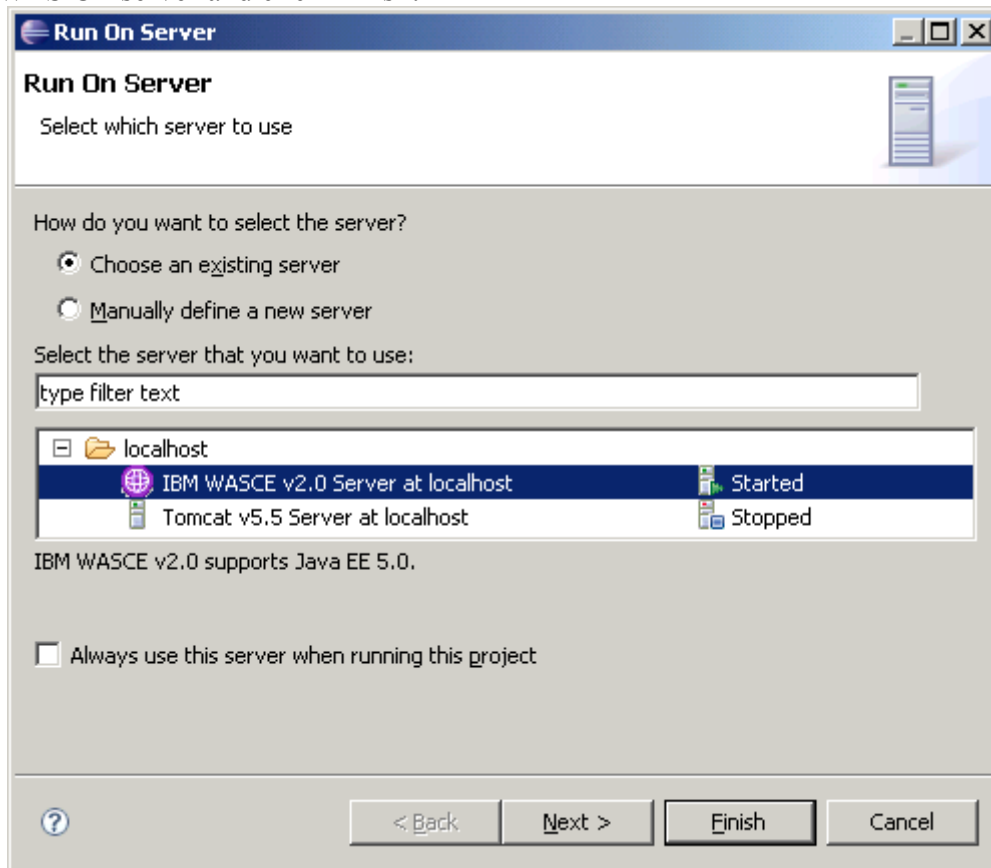 Run On Server
Run On Server
Select which server to use
How do you want to select the server?
Choose an existing server
Manually define a new server
Select the server that you want to use:
type filter text
localhost
IBM WASCE v2.0 Server at localhost Started
Tomcat v5.5 Server at localhost Stopped
IBM WASCE v2.0 supports Java EE 5.0.
Always use this server when running this project
? < Back Next > Finish Cancel